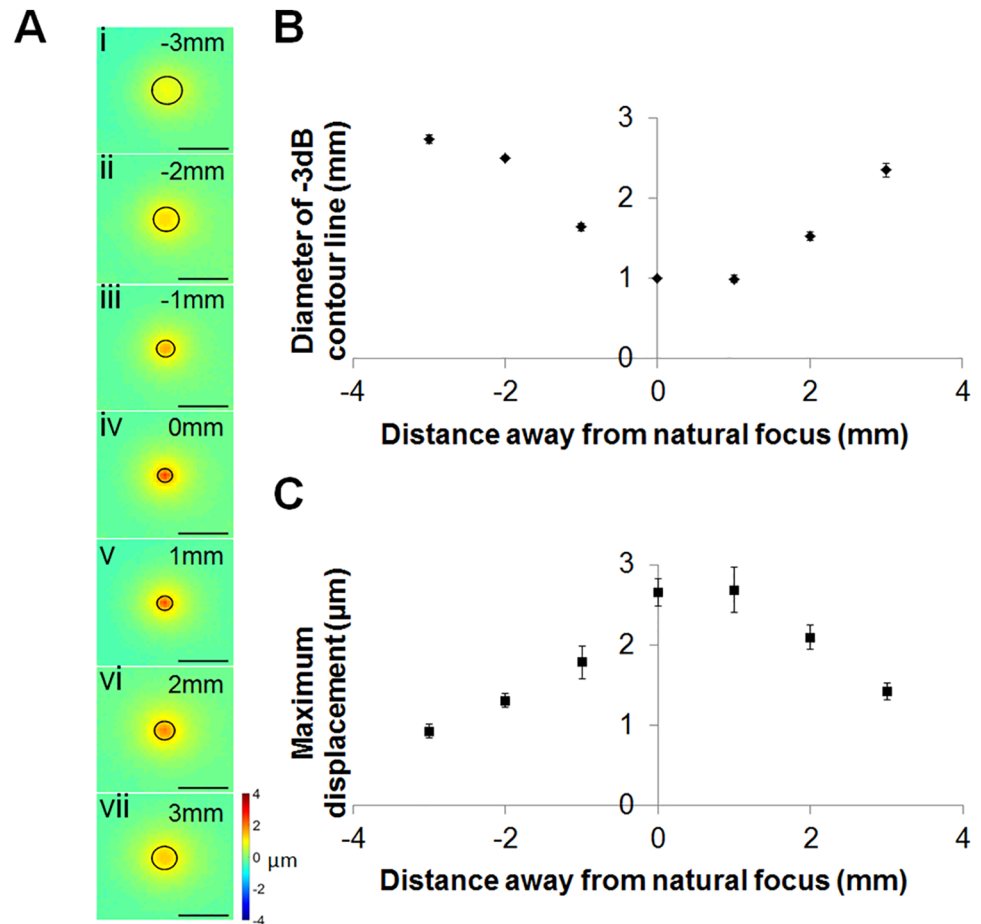 A
i -3mm
ii -2mm
iii -1mm
iv 0mm
v 1mm
vi 2mm
vii 3mm
4
2
0
-2
-4
μm
B
Diameter of -3dB
contour line (mm)
3
2
1
0
-4 -2 0 2 4
Distance away from natural focus (mm)
C
Maximum
displacement(μm)
3
2
1
0
-4 -2 0 2 4
Distance away from natural focus (mm)